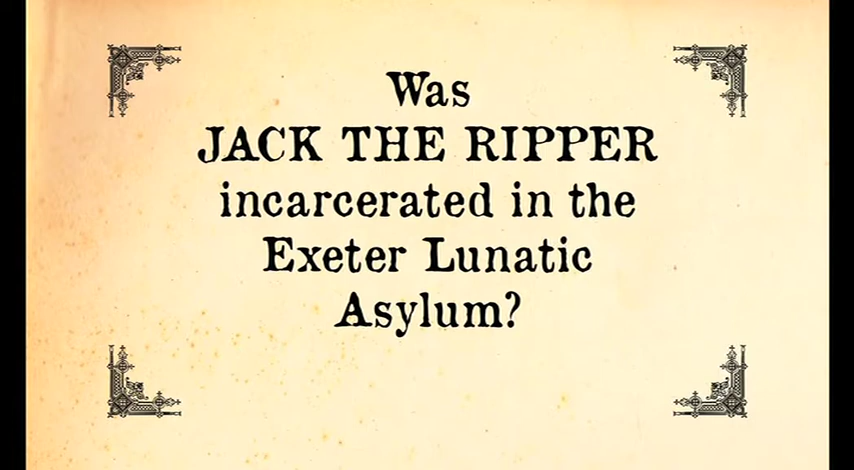 Was
JACK THE RIPPER
incarcerated in the
Exeter Lunatic
Asylum?